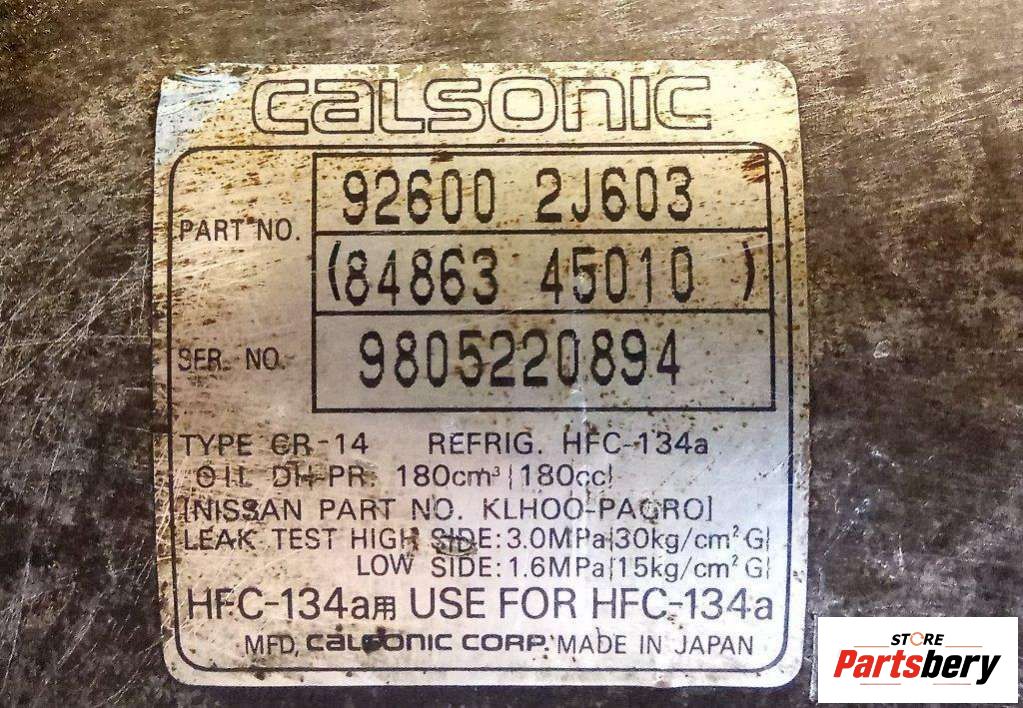 CALSONIC
PART NO. 92600 2J603
(84863 45010 )
SER. NO. 9805220894
TYPE CR-14 REFRIG. HFC-134a
OIL DH-PR. 180cm³ [180cc]
[NISSAN PART NO. KLH00-PAGR0]
LEAK TEST HIGH SIDE: 3.0MPa[30kg/cm²G]
LOW SIDE: 1.6MPa[15kg/cm²G]
HFC-134a用 USE FOR HFC-134a
MFD, CALSONIC CORP. MADE IN JAPAN
STORE
Partsbery